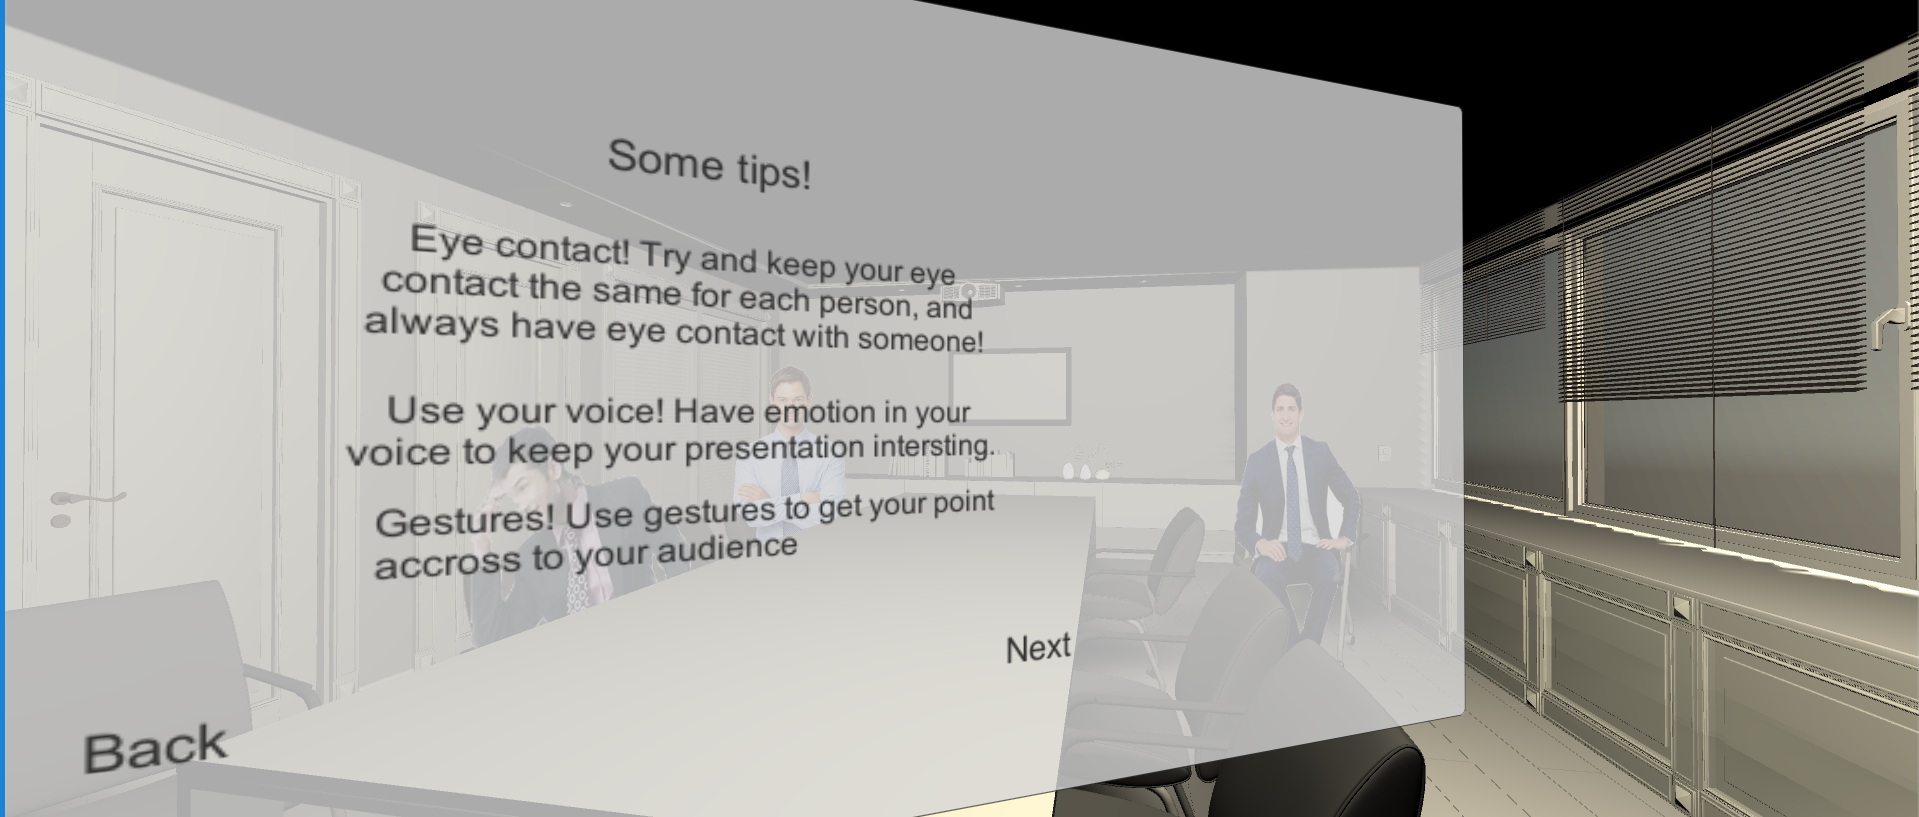 Some tips!
Eye contact! Try and keep your eye
contact the same for each person, and
always have eye contact with someone!
Use your voice! Have emotion in your
voice to keep your presentation intersting.
Gestures! Use gestures to get your point
accross to your audience
Next
Back